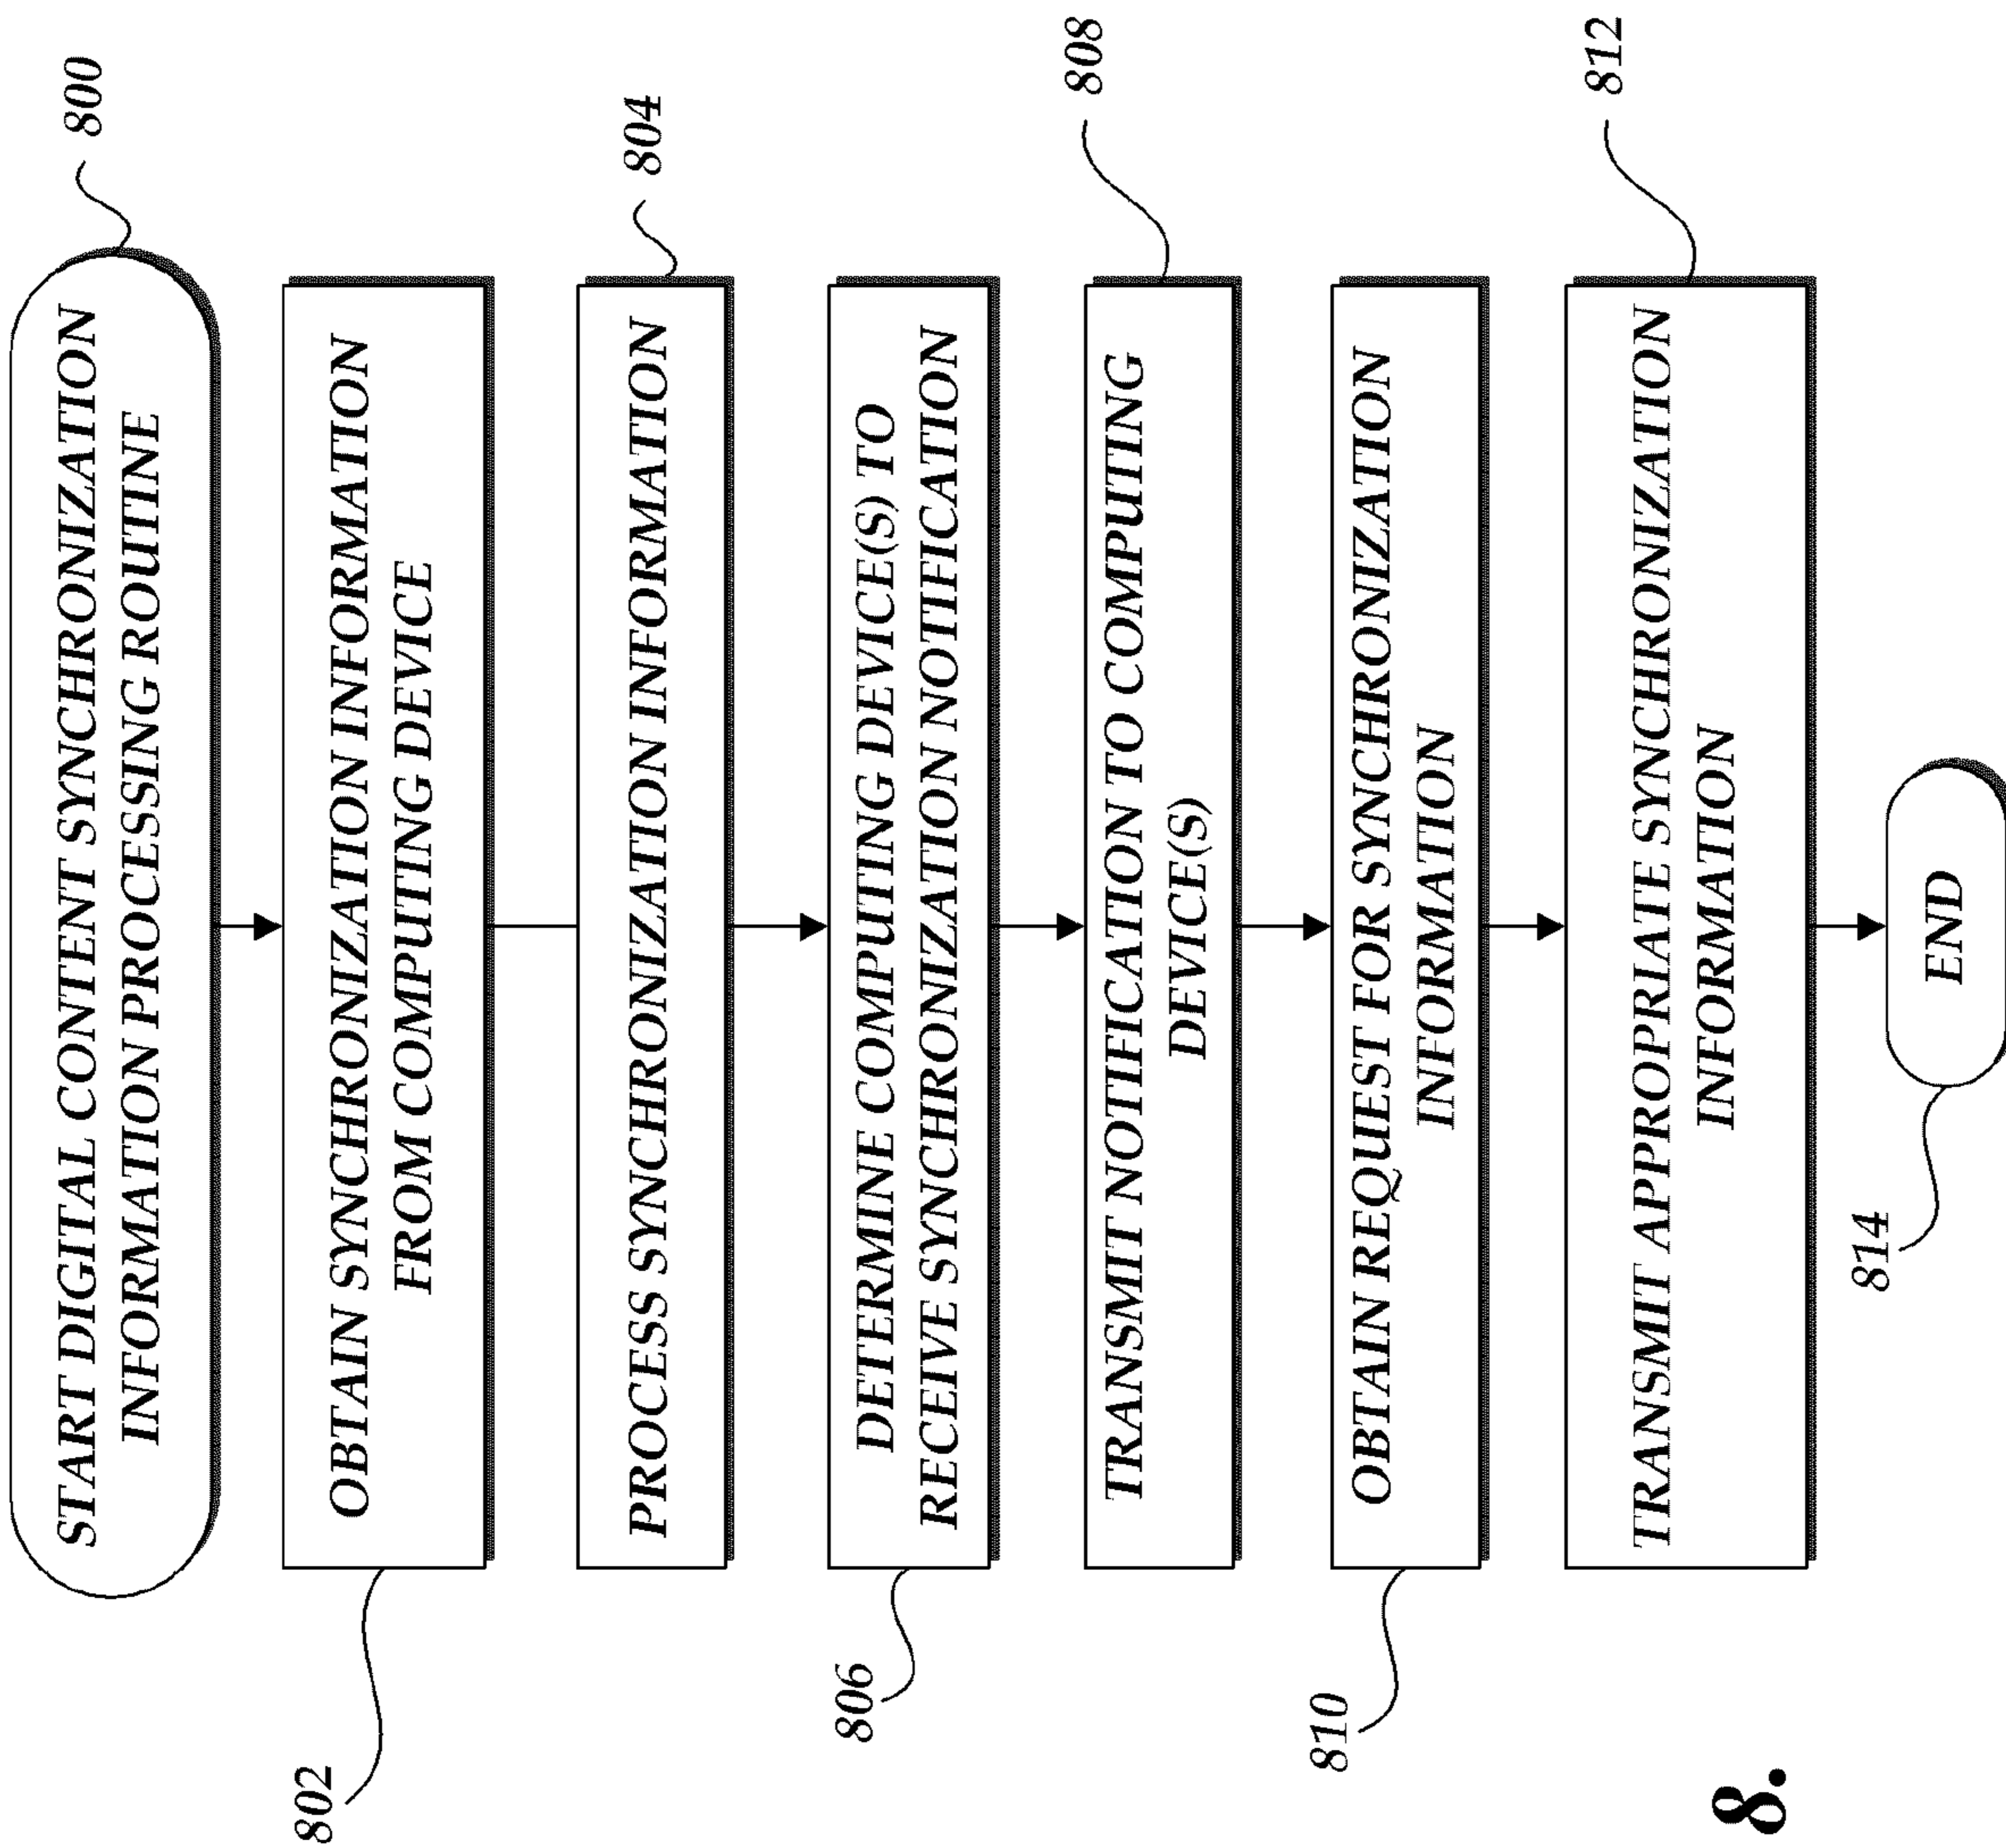 START DIGITAL CONTENT SYNCHRONIZATION
INFORMATION PROCESSING ROUTINE
800
OBTAIN SYNCHRONIZATION INFORMATION
FROM COMPUTING DEVICE
802
PROCESS SYNCHRONIZATION INFORMATION
804
DETERMINE COMPUTING DEVICE(S) TO
RECEIVE SYNCHRONIZATION NOTIFICATION
806
TRANSMIT NOTIFICATION TO COMPUTING
DEVICE(S)
808
OBTAIN REQUEST FOR SYNCHRONIZATION
INFORMATION
810
TRANSMIT APPROPRIATE SYNCHRONIZATION
INFORMATION
812
END
814
8.